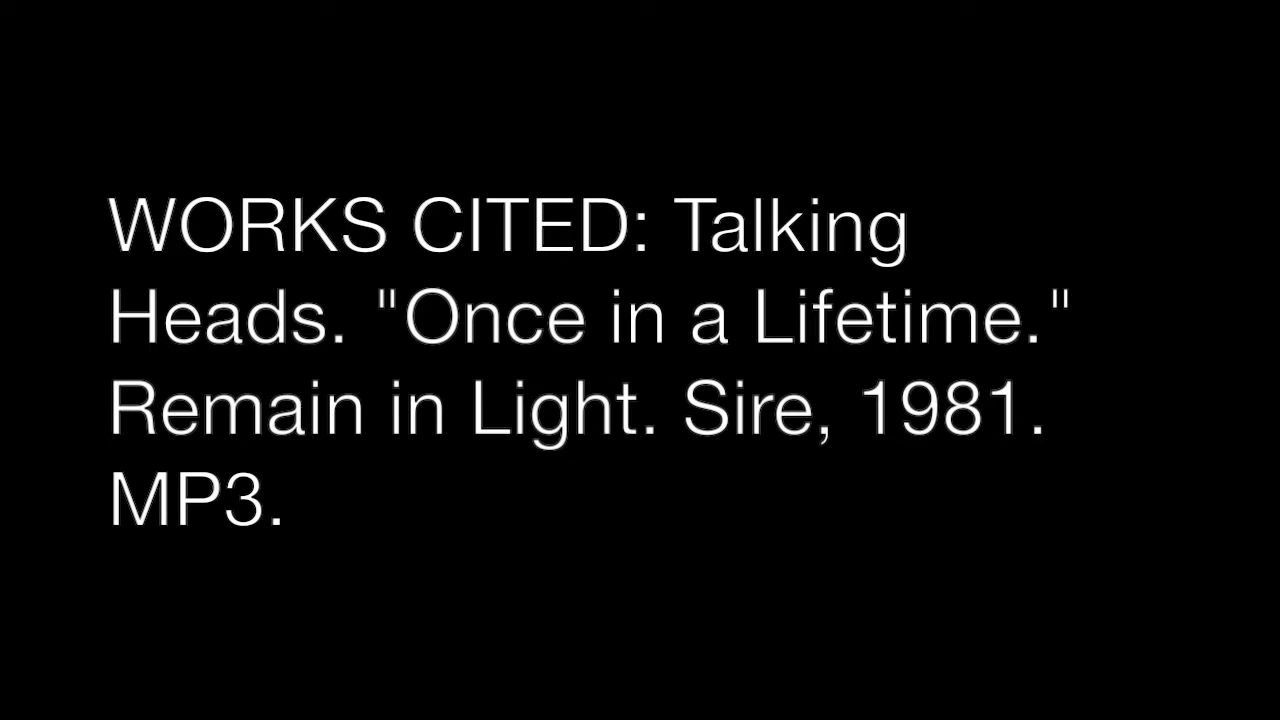 WORKS CITED: Talking
Heads. "Once in a Lifetime."
Remain in Light. Sire, 1981.
MP3.